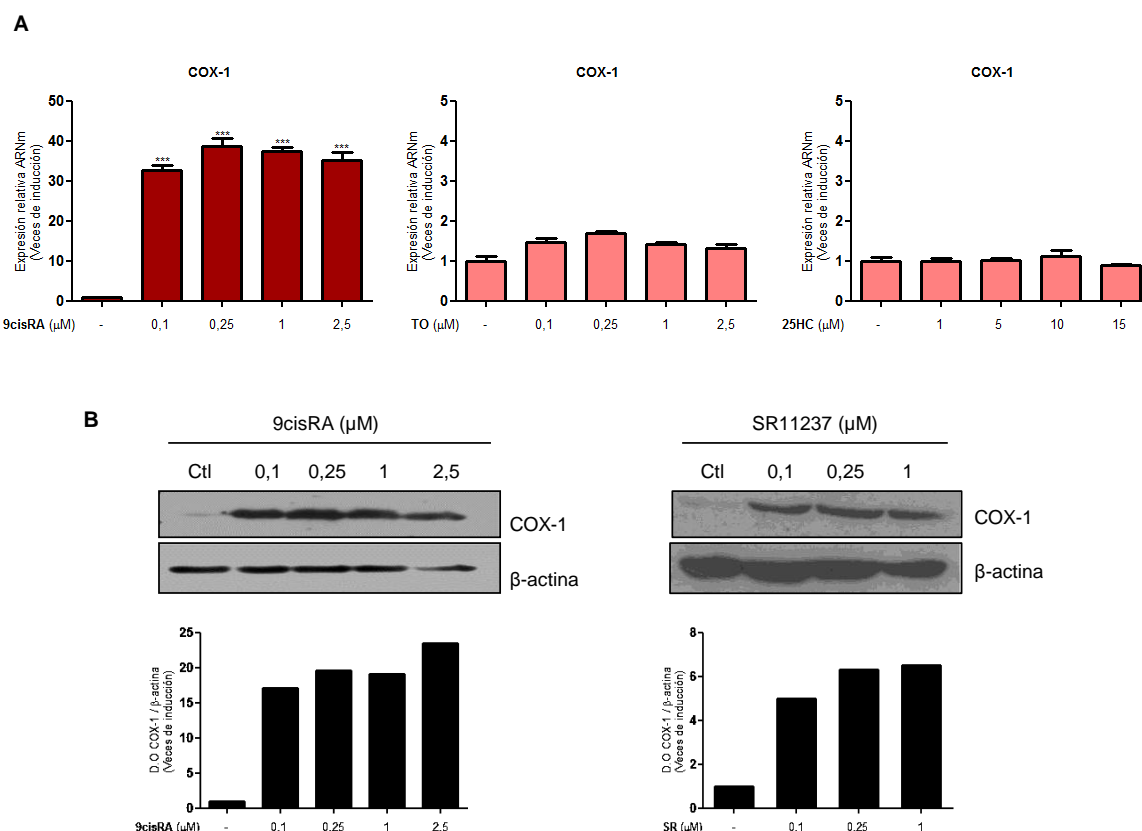 A
COX-1
Expresión relativa ARNm
(Veces de inducción)
50
40
30
20
10
0
***
***
***
***
9cisRA (µM)
-
0,1
0,25
1
2,5
COX-1
Expresión relativa ARNm
(Veces de inducción)
5
4
3
2
1
0
TO (µM)
-
0,1
0,25
1
2,5
COX-1
Expresión relativa ARNm
(Veces de inducción)
5
4
3
2
1
0
25HC (µM)
-
1
5
10
15
B
9cisRA (µM)
Ctl 0,1 0,25 1 2,5
COX-1
β-actina
D.O COX-1 / β-actina
(Veces de inducción)
25
20
15
10
5
0
9cisRA (µM)
-
0,1
0,25
1
2,5
SR11237 (µM)
Ctl 0,1 0,25 1
COX-1
β-actina
D.O COX-1 / β-actina
(Veces de inducción)
8
6
4
2
0
SR (µM)
-
0,1
0,25
1